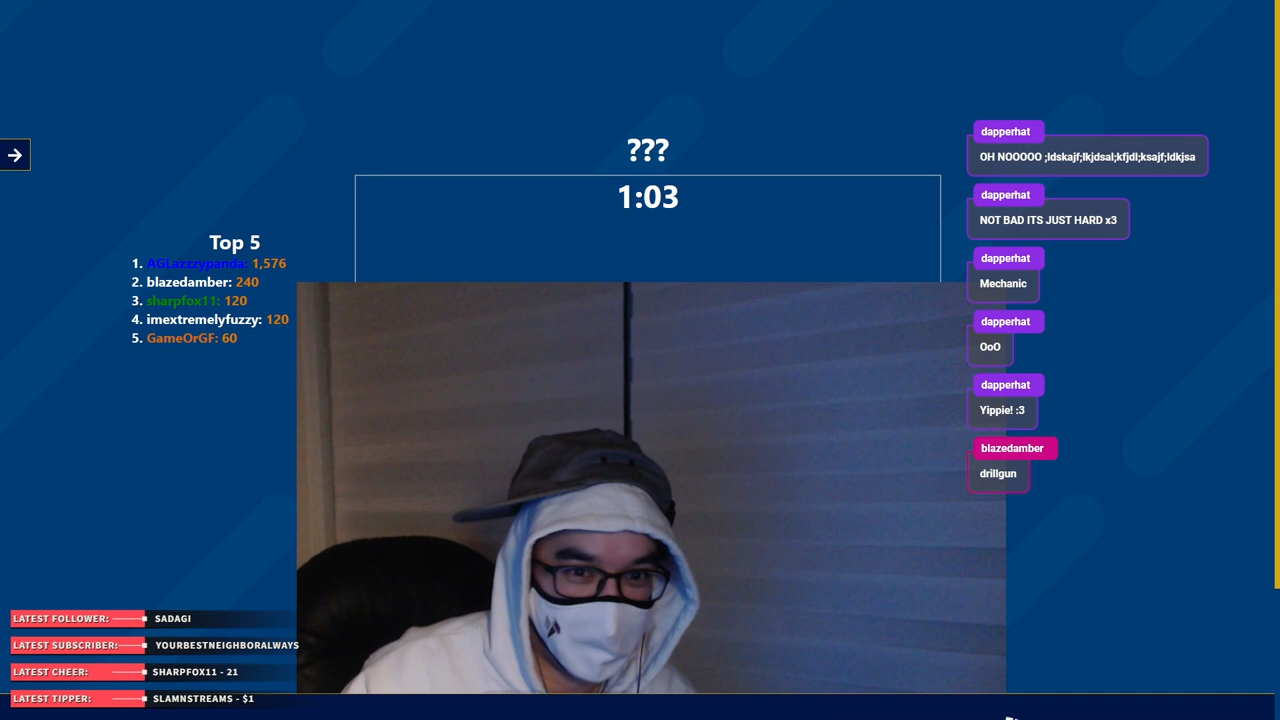 ???
1:03
Top 5
1. AGLazzzypanda: 1,576
2. blazedamber: 240
3. sharpfox11: 120
4. imextremelyfuzzy: 120
5. GameOrGF: 60
dapperhat
OH NOOOOO ;ldskajf;lkjdsal;kfjdl;ksajf;ldkjsa
dapperhat
NOT BAD ITS JUST HARD x3
dapperhat
Mechanic
dapperhat
OoO
dapperhat
Yippie! :3
blazedamber
drillgun
LATEST FOLLOWER: SADAGI
LATEST SUBSCRIBER: YOURBESTNEIGHBORALWAYS
LATEST CHEER: SHARPFOX11 - 21
LATEST TIPPER: SLAMNSTREAMS - $1